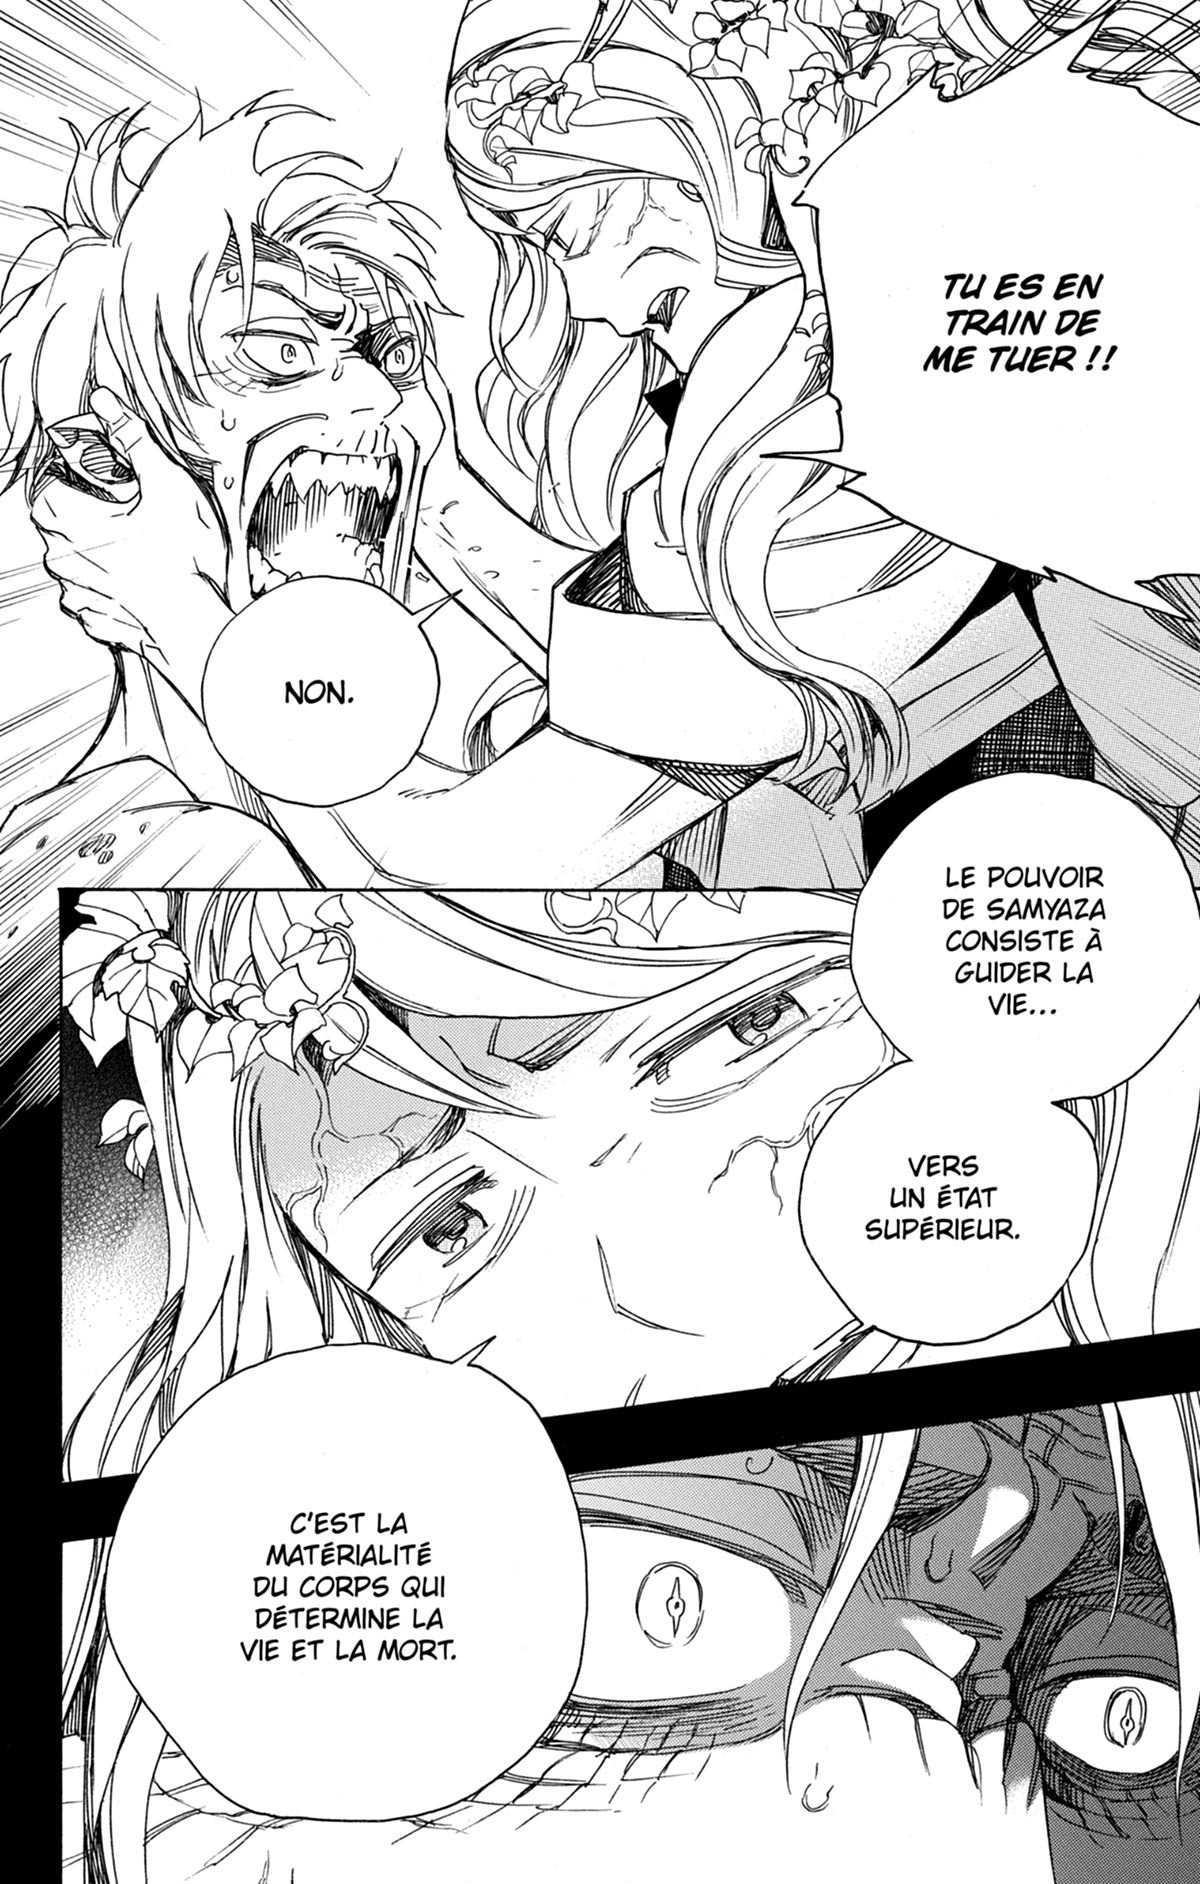 TU ES EN
TRAIN DE
ME TUER !!
NON.
LE POUVOIR
DE SAMYAZA
CONSISTE À
GUIDER LA
VIE...
VERS
UN ÉTAT
SUPÉRIEUR.
C'EST LA
MATÉRIALITÉ
DU CORPS QUI
DÉTERMINE LA
VIE ET LA MORT.